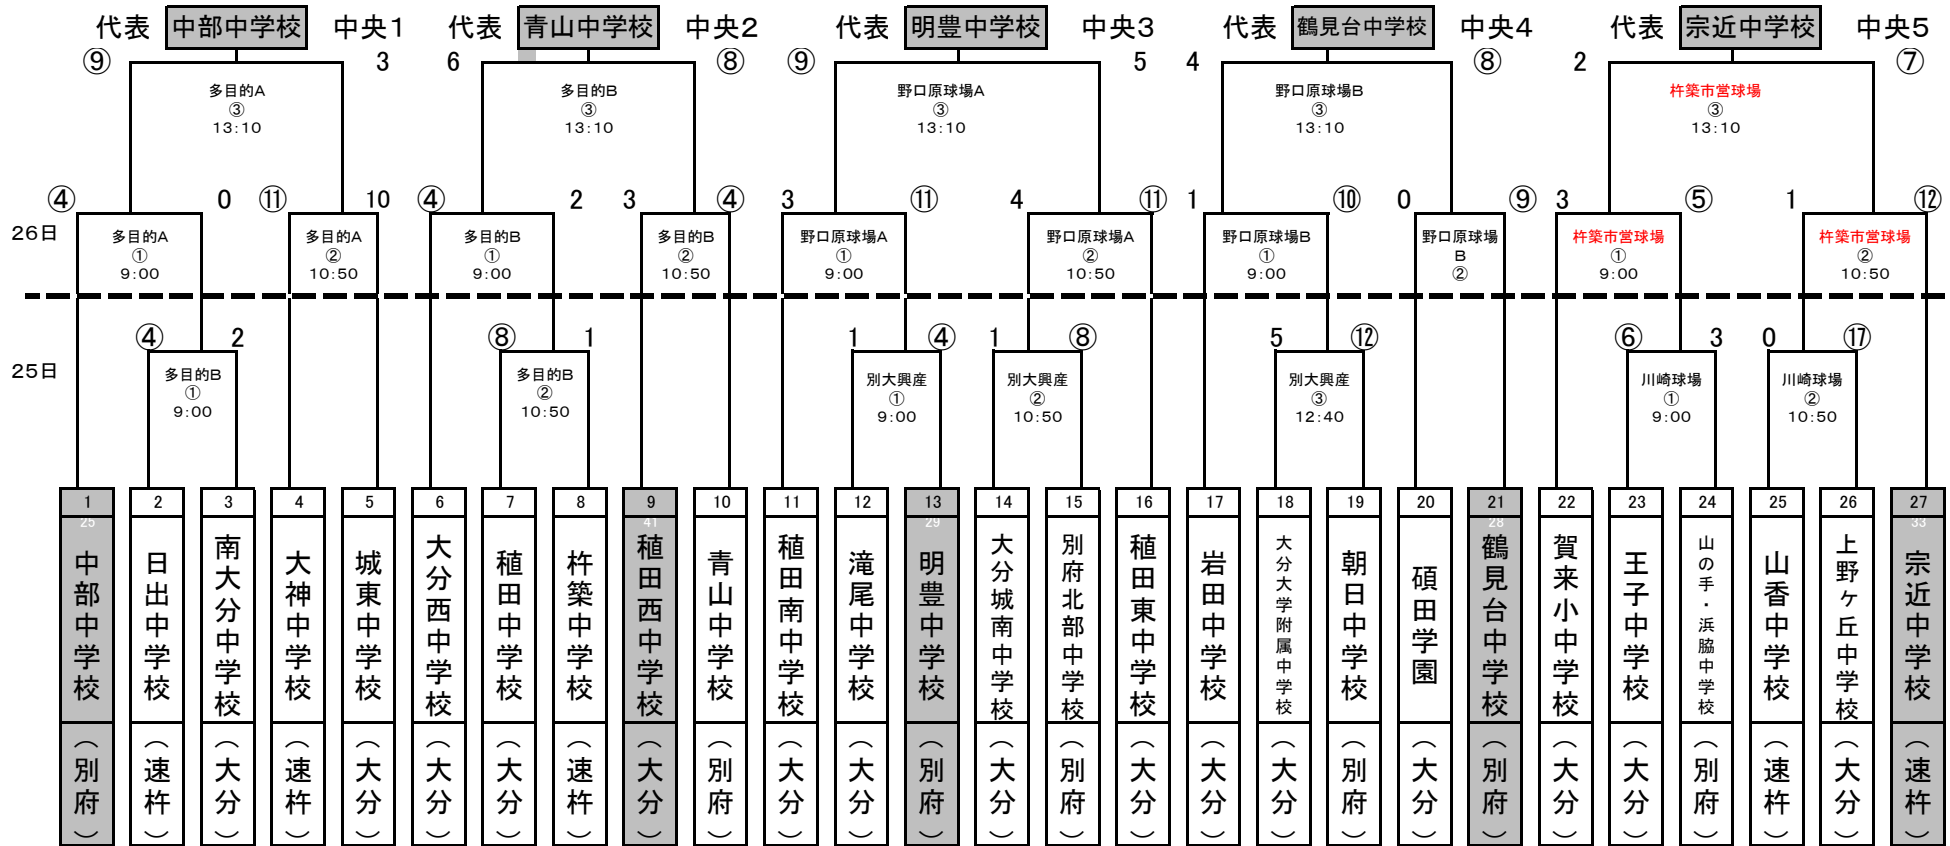 代表 中部中学校 中央1 代表 青山中学校 中央2 代表 明豊中学校 中央3 代表 鶴見台中学校 中央4 代表 宗近中学校 中央5
⑨ 3 6 ⑧ ⑨ 5 4 ⑧ 2 ⑦
多目的A 多目的B 野口原球場A 野口原球場B 杵築市営球場
③ ③ ③ ③ ③
13:10 13:10 13:10 13:10 13:10
④ 0 ⑪ 10 ④ 2 3 ④ 3 ⑪ 4 ⑪ 1 ⑩ 0 ⑨ 3 ⑤ 1 ⑫
26日
多目的A 多目的A 多目的B 多目的B 野口原球場A 野口原球場A 野口原球場B 野口原球場 杵築市営球場 杵築市営球場
① ② ① ② ① ② ① B ① ②
9:00 10:50 9:00 10:50 9:00 10:50 9:00 ② 9:00 10:50
④ 2 ⑧ 1 1 ④ 1 ⑧ 5 ⑫ ⑥ 3 0 ⑰
25日
多目的B 多目的B 別大興産 別大興産 別大興産 川崎球場 川崎球場
① ② ① ② ③ ① ②
9:00 10:50 9:00 10:50 12:40 9:00 10:50
1 2 3 4 5 6 7 8 9 10 11 12 13 14 15 16 17 18 19 20 21 22 23 24 25 26 27
25 41 29 28 33
中部中学校
日出中学校
南大分中学校
大神中学校
城東中学校
大分西中学校
稙田中学校
杵築中学校
稙田西中学校
青山中学校
稙田南中学校
滝尾中学校
明豊中学校
大分城南中学校
別府北部中学校
稙田東中学校
岩田中学校
大分大学附属中学校
朝日中学校
碩田学園
鶴見台中学校
賀来小中学校
王子中学校
山の手・浜脇中学校
山香中学校
上野ヶ丘中学校
宗近中学校
（別府） （速杵） （大分） （速杵） （大分） （大分） （大分） （速杵） （大分） （別府） （大分） （大分） （別府） （大分） （別府） （大分） （大分） （大分） （別府） （大分） （別府） （大分） （大分） （別府） （速杵） （大分） （速杵）